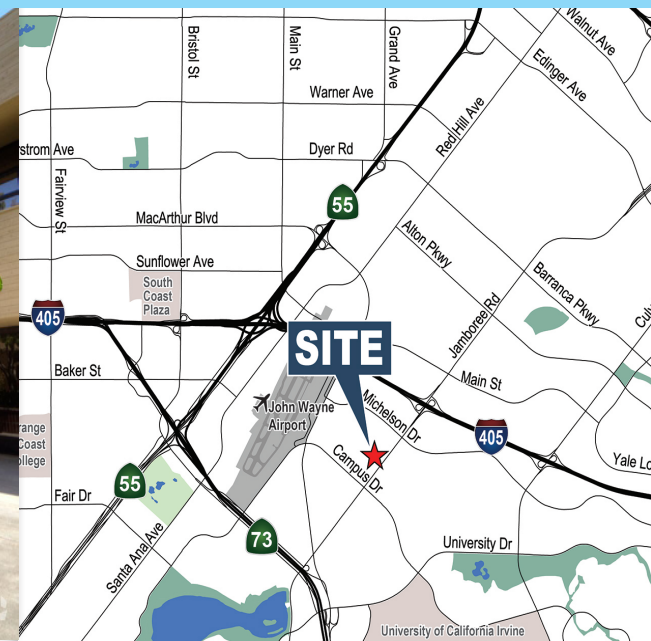 Bristol St
Main St
Grand Ave
Walnut Ave
Edinger Ave
Warner Ave
Red Hill Ave
rstrom Ave
Dyer Rd
Fairview St
55
MacArthur Blvd
Alton Pkwy
Sunflower Ave
Barranca Pkwy
South
Coast
Plaza
405
Jamboree Rd
Culv
SITE
Baker St
Main St
John Wayne
Airport
Michelson Dr
range
Coast
ollege
405
Campus Dr
Yale Lo
55
Fair Dr
73
Santa Ana Ave
University Dr
University of California Irvine